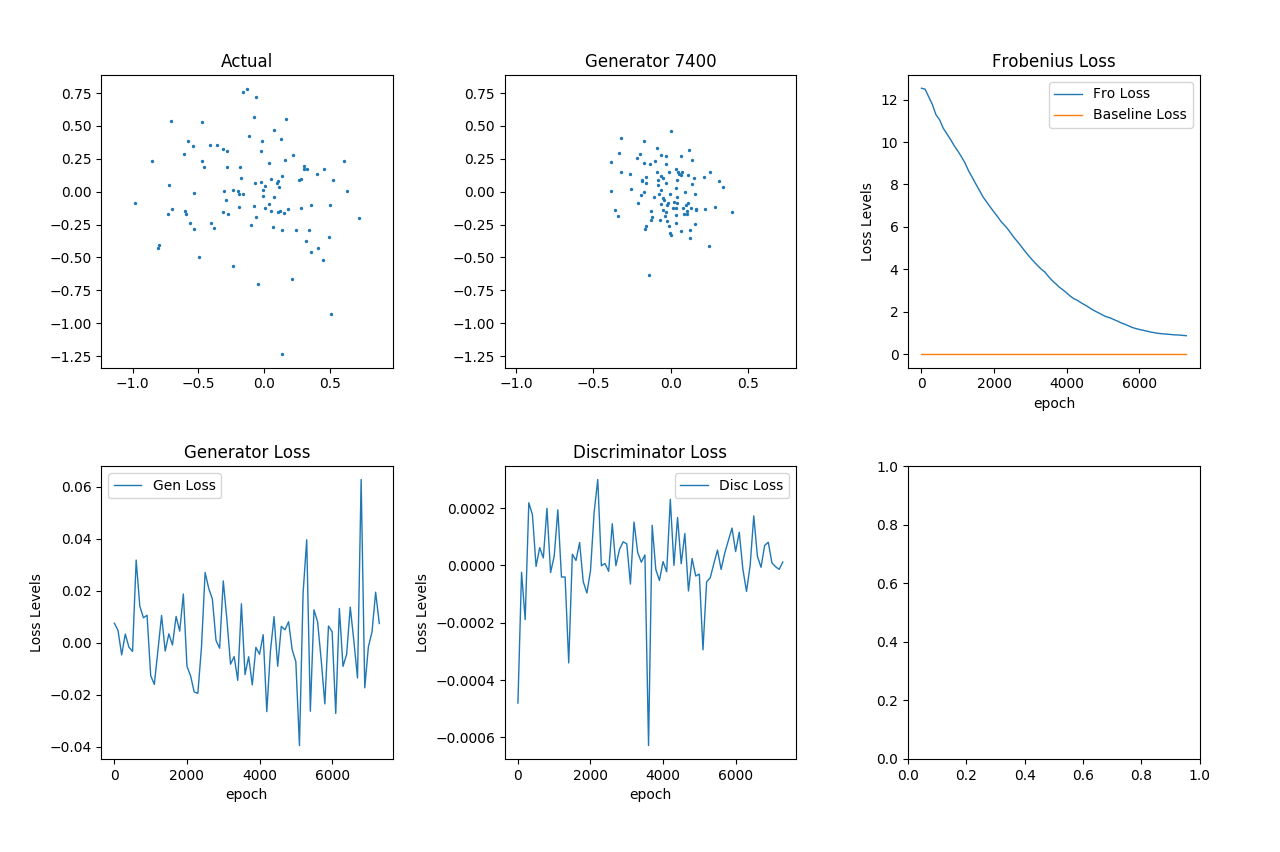 Actual
0.75
0.50
0.25
0.00
−0.25
−0.50
−0.75
−1.00
−1.25
−1.0 −0.5 0.0 0.5
Generator 7400
0.75
0.50
0.25
0.00
−0.25
−0.50
−0.75
−1.00
−1.25
−1.0 −0.5 0.0 0.5
Frobenius Loss
Fro Loss
Baseline Loss
Loss Levels
12
10
8
6
4
2
0
0 2000 4000 6000
epoch
Generator Loss
Gen Loss
Loss Levels
0.06
0.04
0.02
0.00
−0.02
−0.04
0 2000 4000 6000
epoch
Discriminator Loss
Disc Loss
Loss Levels
0.0002
0.0000
−0.0002
−0.0004
−0.0006
0 2000 4000 6000
epoch
1.0
0.8
0.6
0.4
0.2
0.0
0.0 0.2 0.4 0.6 0.8 1.0